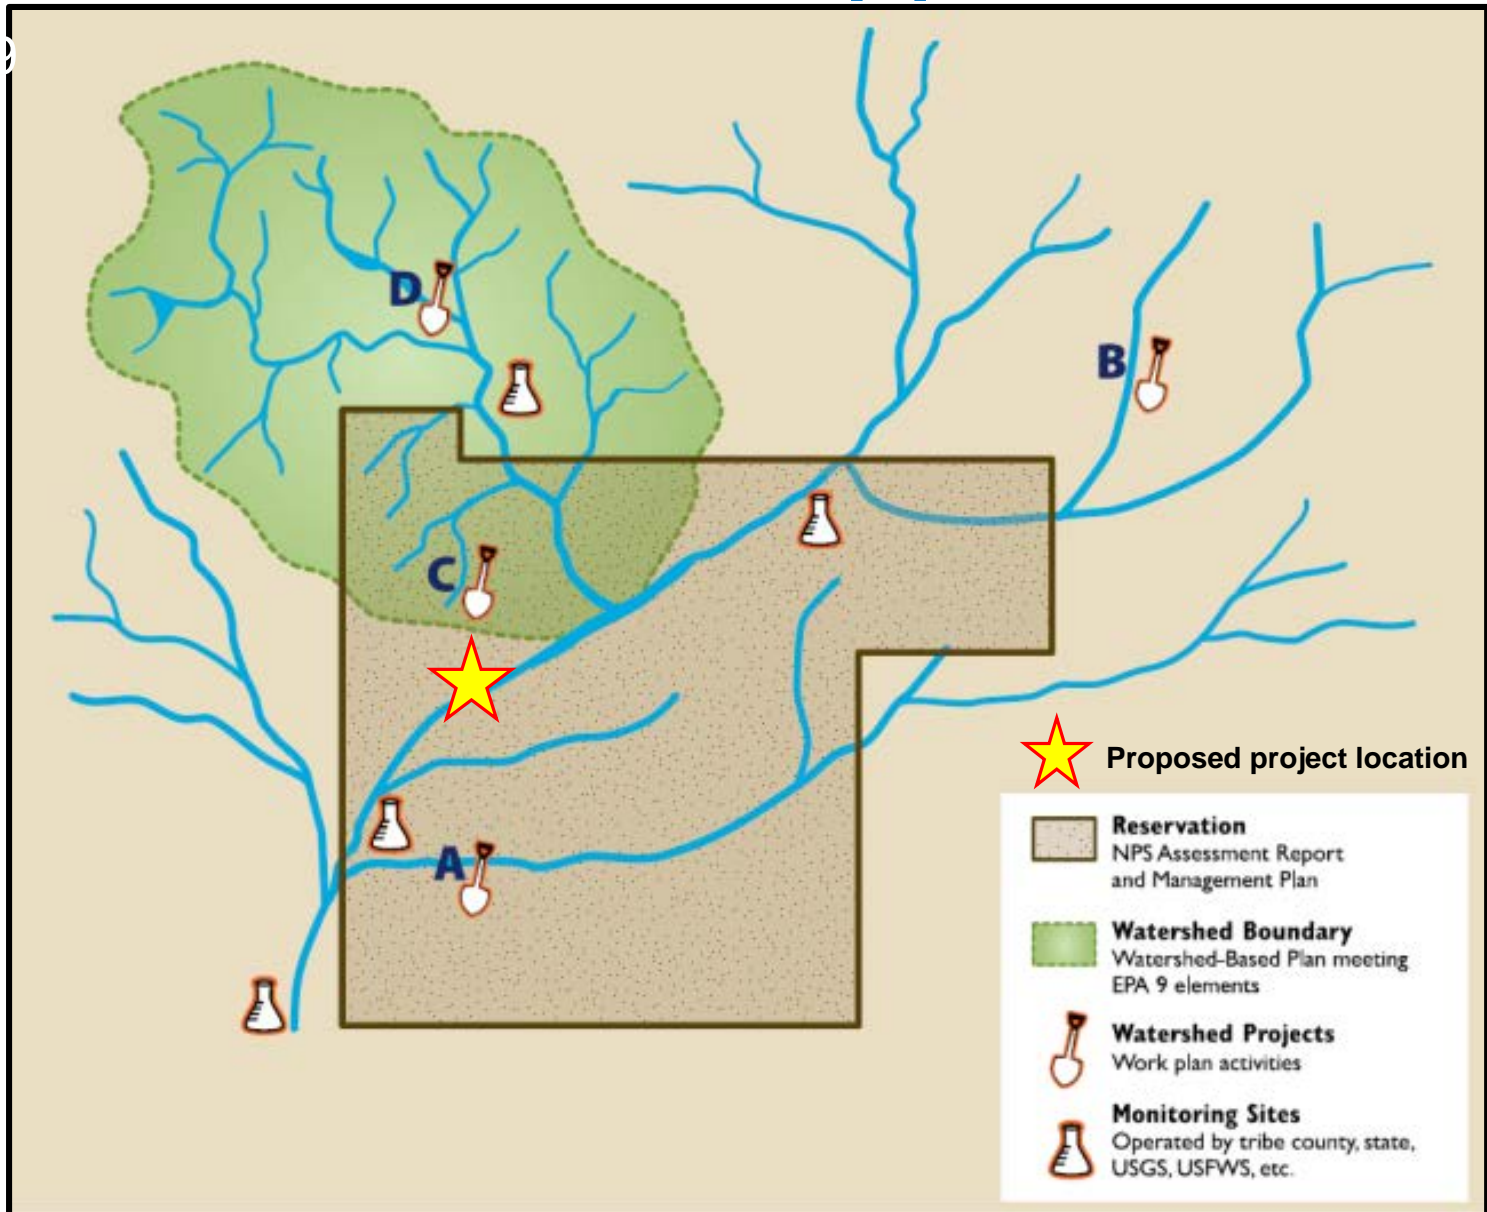 9
D
B
C
A
Proposed project location
Reservation
NPS Assessment Report
and Management Plan
Watershed Boundary
Watershed-Based Plan meeting
EPA 9 elements
Watershed Projects
Work plan activities
Monitoring Sites
Operated by tribe county, state,
USGS, USFWS, etc.